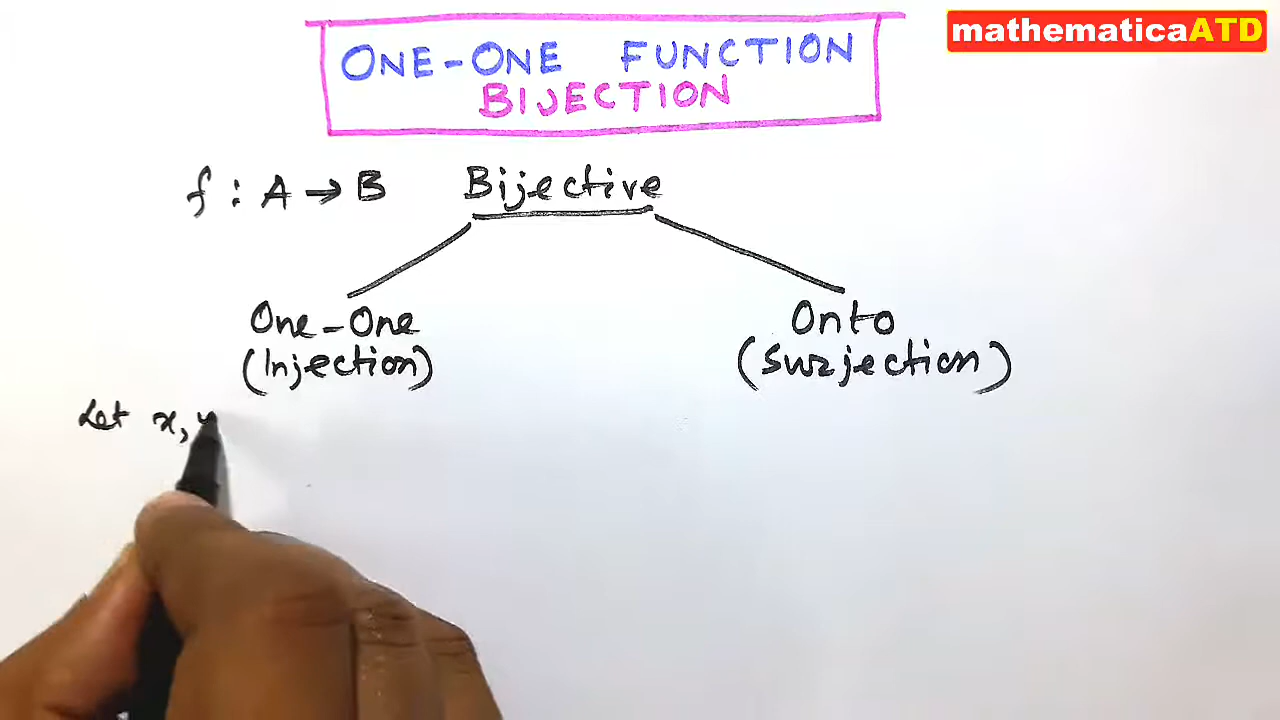 mathematicaATD
ONE-ONE FUNCTION
BIJECTION
f : A → B Bijective
One-One
(Injection)
Onto
(Surjection)
Let x, y